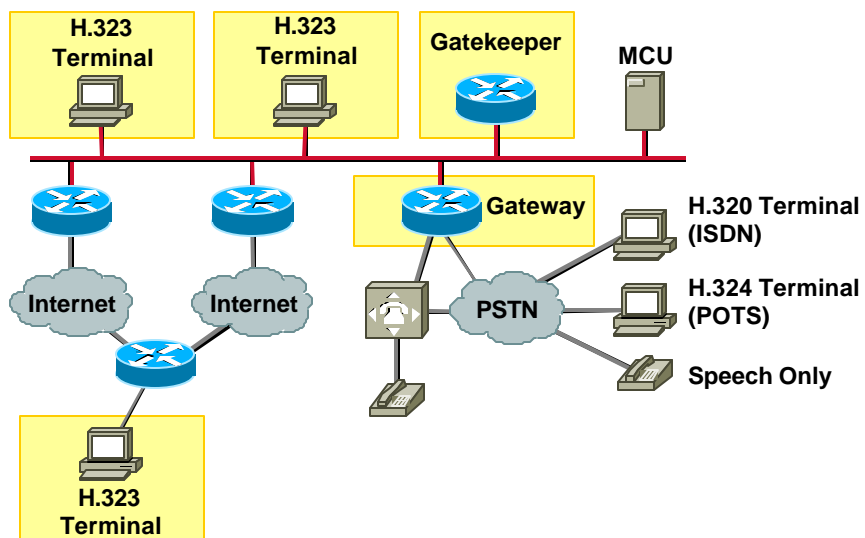 H.323
Terminal
H.323
Terminal
Gatekeeper
MCU
Gateway
H.320 Terminal
(ISDN)
Internet
Internet
PSTN
H.324 Terminal
(POTS)
Speech Only
H.323
Terminal